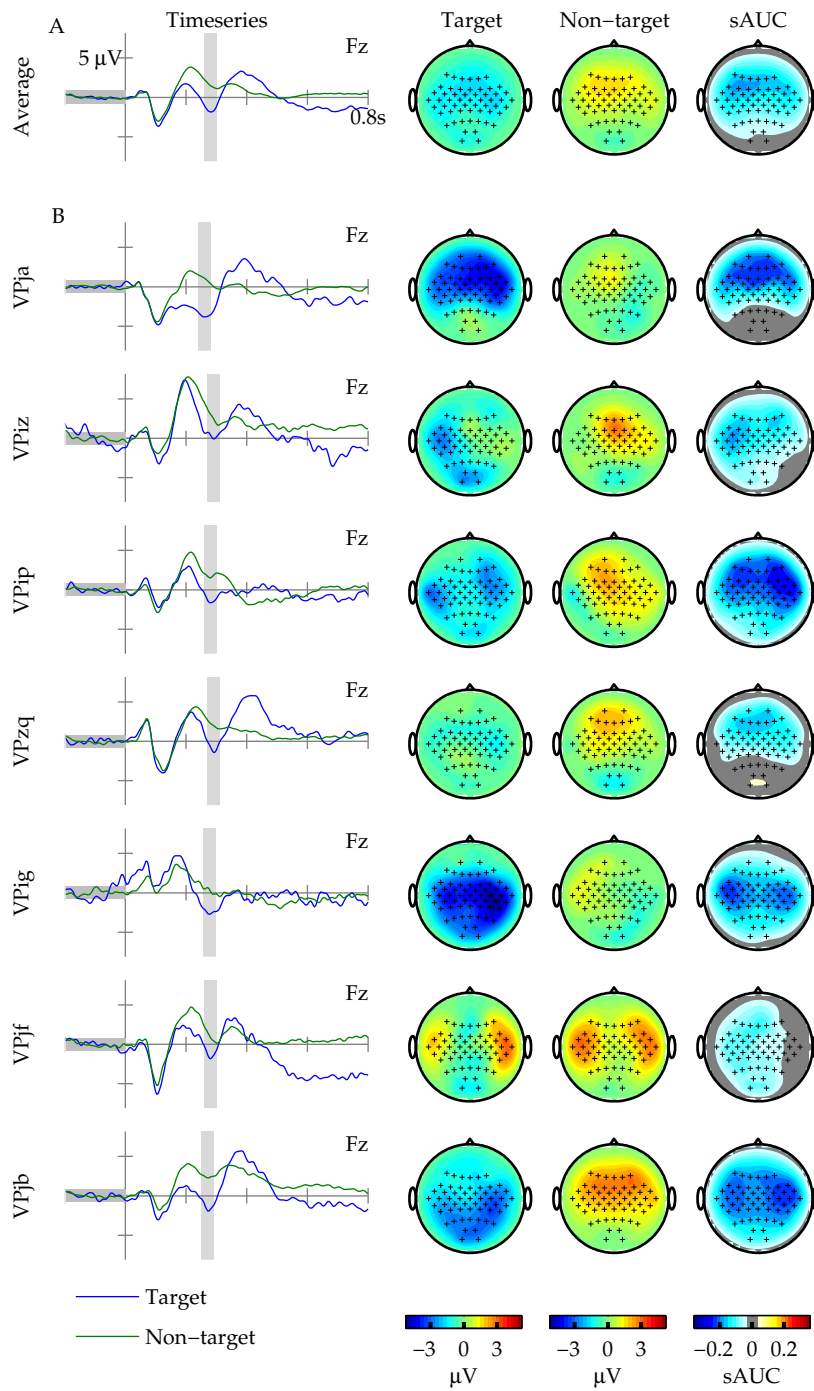 A Timeseries Target Non−target sAUC
5 µV Fz
Average
0.8s
B
Fz
VPja
Fz
VPiz
Fz
VPip
Fz
VPzq
Fz
VPig
Fz
VPjf
Fz
VPjb
Target
Non−target
−3 0 3
µV
−3 0 3
µV
−0.2 0 0.2
sAUC